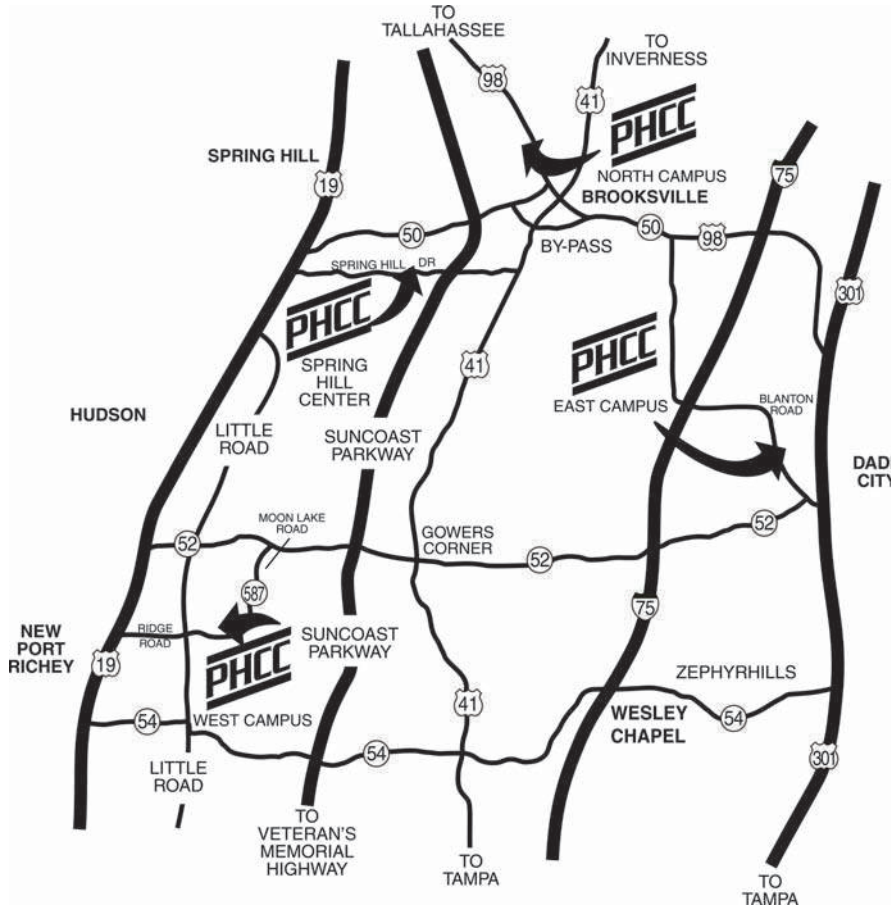 TO
TALLAHASSEE
TO
INVERNESS
98
41
PHCC
NORTH CAMPUS
BROOKSVILLE
75
SPRING HILL
19
50
BY-PASS
50
98
SPRING HILL DR
301
PHCC
SPRING
HILL
CENTER
41
PHCC
EAST CAMPUS
BLANTON
ROAD
HUDSON
LITTLE
ROAD
SUNCOAST
PARKWAY
DADE
CITY
MOON LAKE
ROAD
GOWERS
CORNER
52
52
52
587
75
NEW
PORT
RICHEY
RIDGE
ROAD
SUNCOAST
PARKWAY
PHCC
WEST CAMPUS
19
ZEPHYRHILLS
41
54
WESLEY
CHAPEL
54
54
301
LITTLE
ROAD
TO
VETERAN'S
MEMORIAL
HIGHWAY
TO
TAMPA
TO
TAMPA